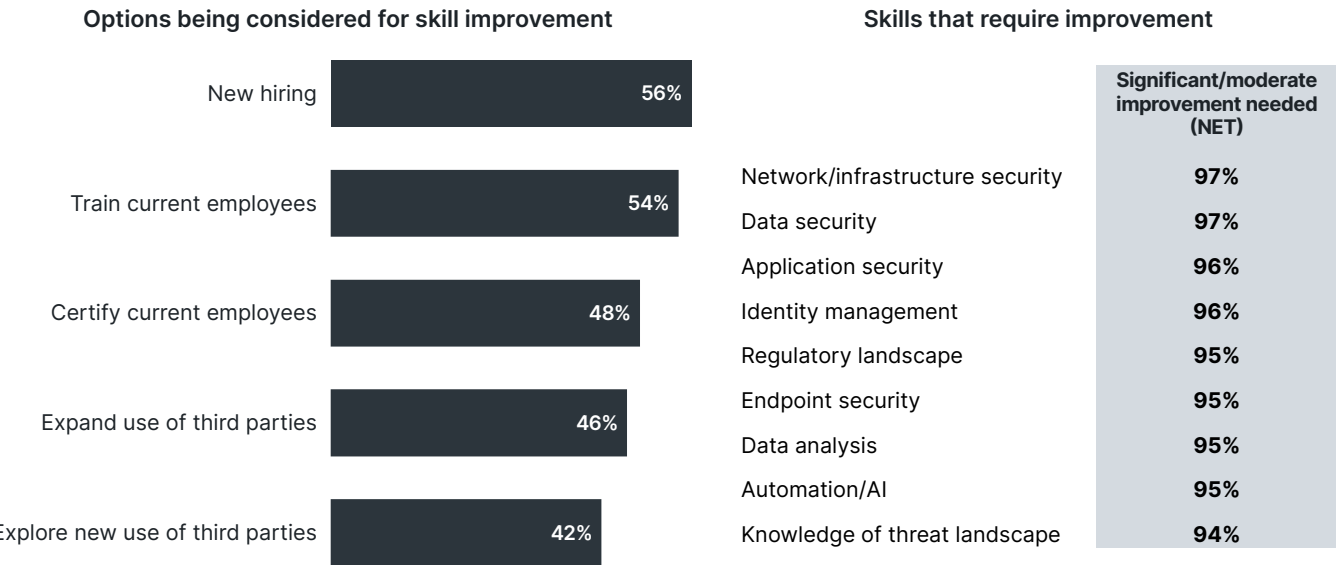 Options being considered for skill improvement
New hiring 56%
Train current employees 54%
Certify current employees 48%
Expand use of third parties 46%
Explore new use of third parties 42%
Skills that require improvement
Significant/moderate
improvement needed
(NET)
Network/infrastructure security 97%
Data security 97%
Application security 96%
Identity management 96%
Regulatory landscape 95%
Endpoint security 95%
Data analysis 95%
Automation/AI 95%
Knowledge of threat landscape 94%